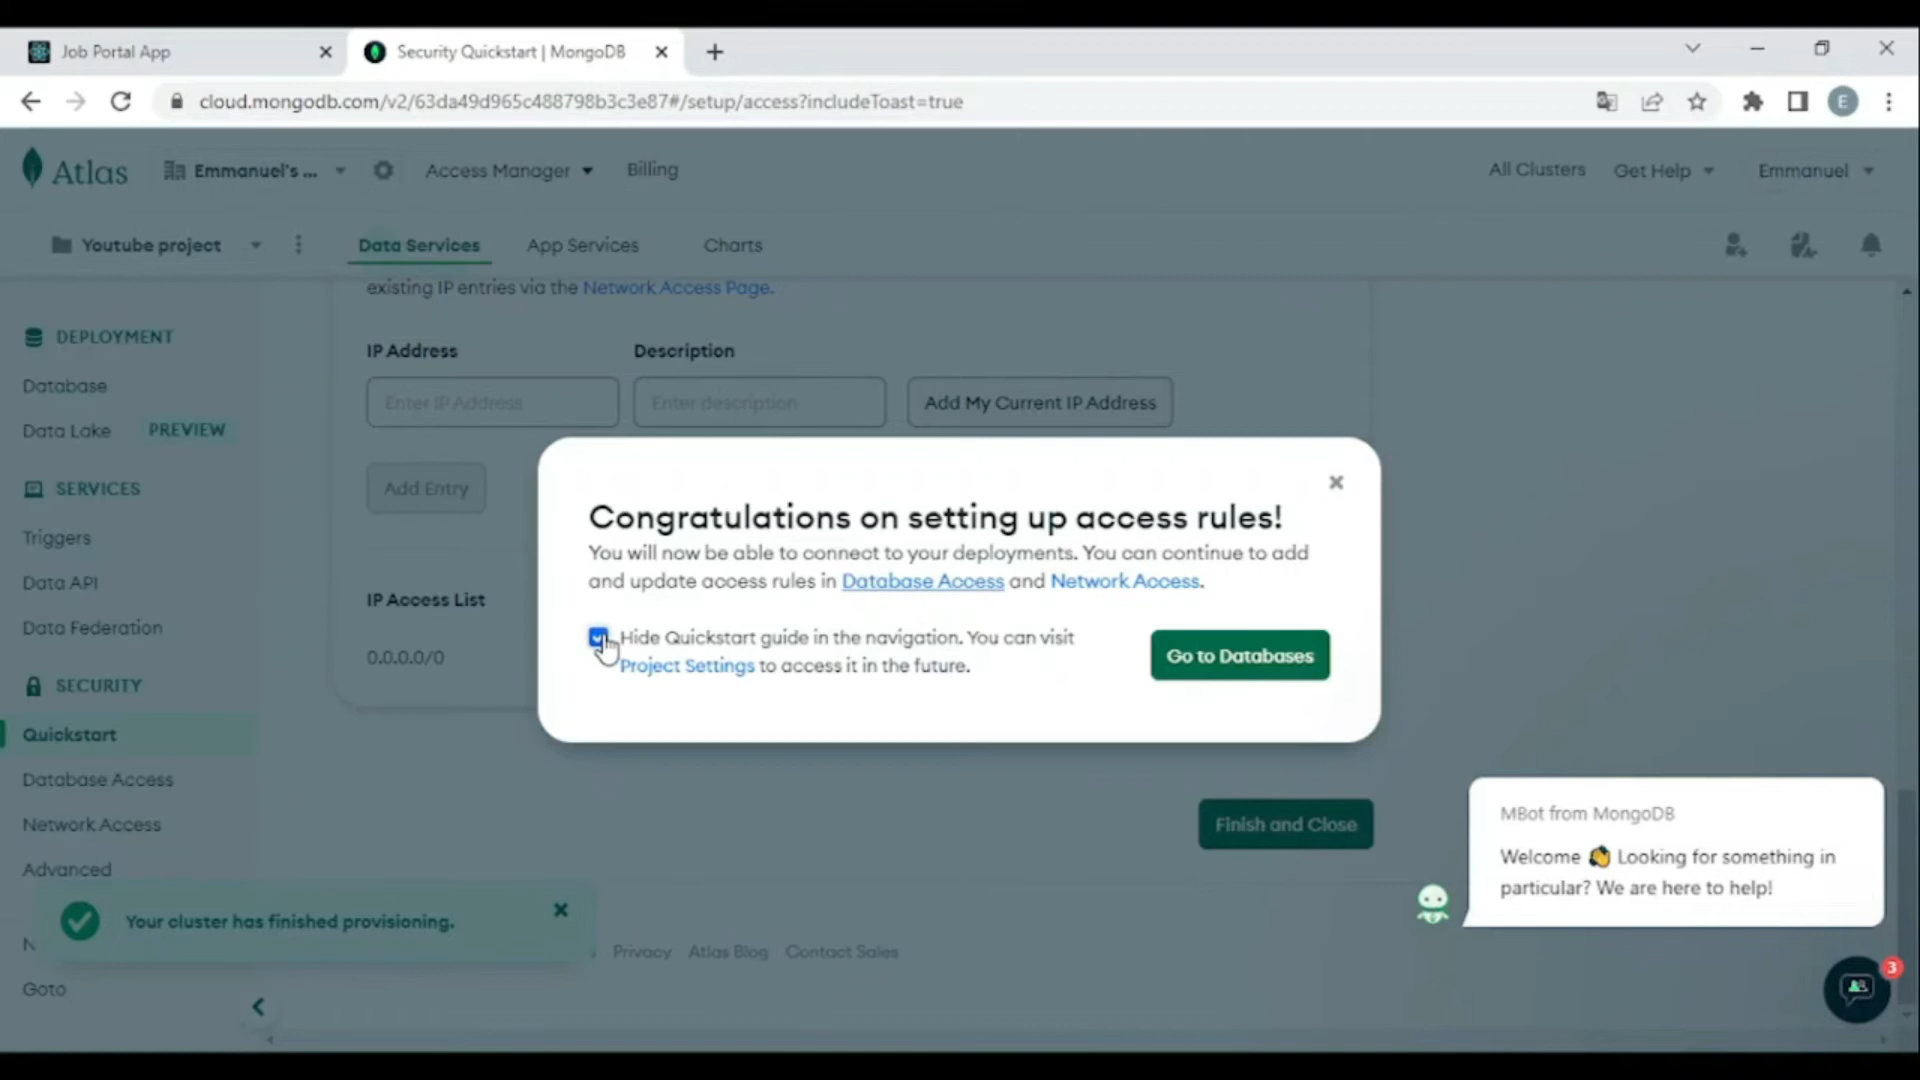 Job Portal App
Security Quickstart | MongoDB
cloud.mongodb.com/v2/63da49d965c488798b3c3e87#/setup/access?includeToast=true
E
Atlas
Emmanuel's ...
Access Manager
Billing
All Clusters
Get Help
Emmanuel
Youtube project
Data Services
App Services
Charts
existing IP entries via the Network Access Page.
DEPLOYMENT
Database
Data Lake PREVIEW
SERVICES
Triggers
Data API
Data Federation
SECURITY
Quickstart
Database Access
Network Access
Advanced
N
Goto
IP Address
Description
Enter IP Address
Enter description
Add My Current IP Address
Add Entry
IP Access List
0.0.0.0/0
Congratulations on setting up access rules!
You will now be able to connect to your deployments. You can continue to add
and update access rules in Database Access and Network Access.
Hide Quickstart guide in the navigation. You can visit
Project Settings to access it in the future.
Go to Databases
Finish and Close
Your cluster has finished provisioning.
Privacy Atlas Blog Contact Sales
MBot from MongoDB
Welcome 👋 Looking for something in
particular? We are here to help!
3